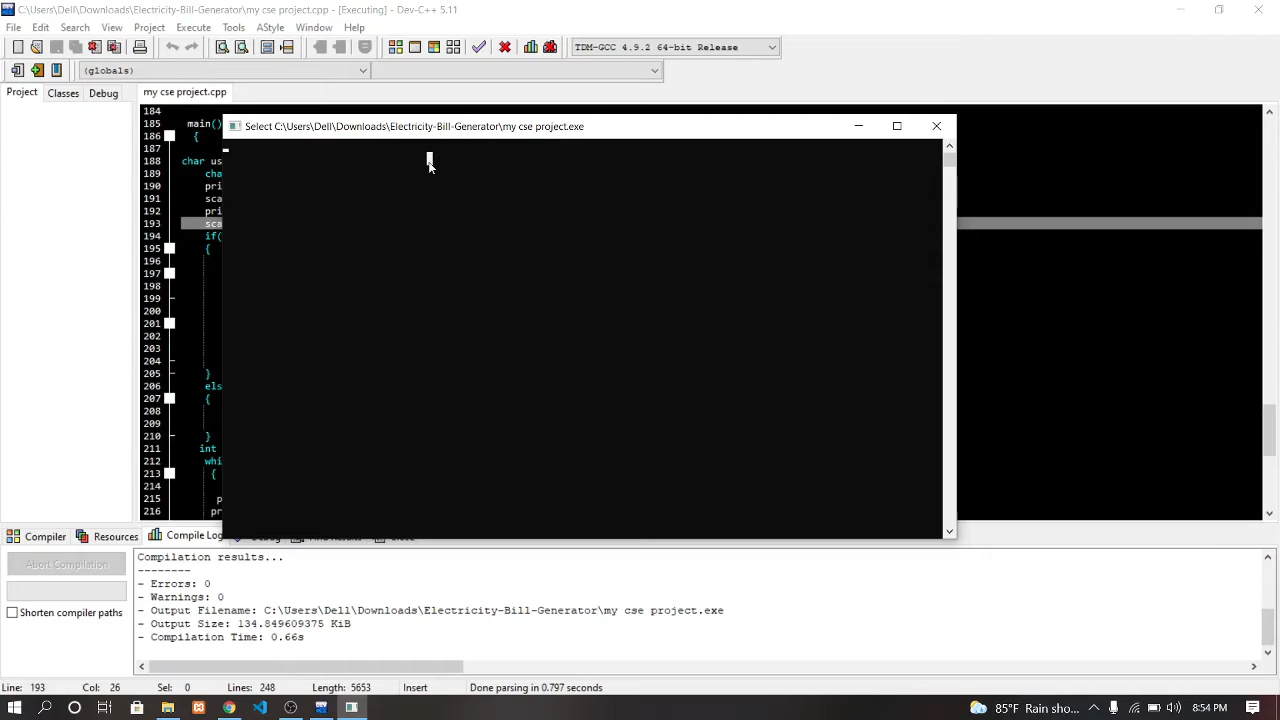 C:\Users\Dell\Downloads\Electricity-Bill-Generator\my cse project.cpp - [Executing] - Dev-C++ 5.11
File Edit Search View Project Execute Tools AStyle Window Help
TDM-GCC 4.9.2 64-bit Release
(globals)
Project Classes Debug my cse project.cpp
184
185 main()
186 {
187
188 char us
189 cha
190 pri
191 sca
192 pri
193 sca
194 if(
195 {
196
197
198
199
200
201
202
203
204
205 }
206 els
207 {
208
209
210 }
211 int
212 whi
213 {
214
215 p
216 pr
Select C:\Users\Dell\Downloads\Electricity-Bill-Generator\my cse project.exe
Compiler Resources Compile Log
Abort Compilation
Shorten compiler paths
Compilation results...
--------
- Errors: 0
- Warnings: 0
- Output Filename: C:\Users\Dell\Downloads\Electricity-Bill-Generator\my cse project.exe
- Output Size: 134.849609375 KiB
- Compilation Time: 0.66s
Line: 193 Col: 26 Sel: 0 Lines: 248 Length: 5653 Insert Done parsing in 0.797 seconds
85°F Rain sho... 8:54 PM